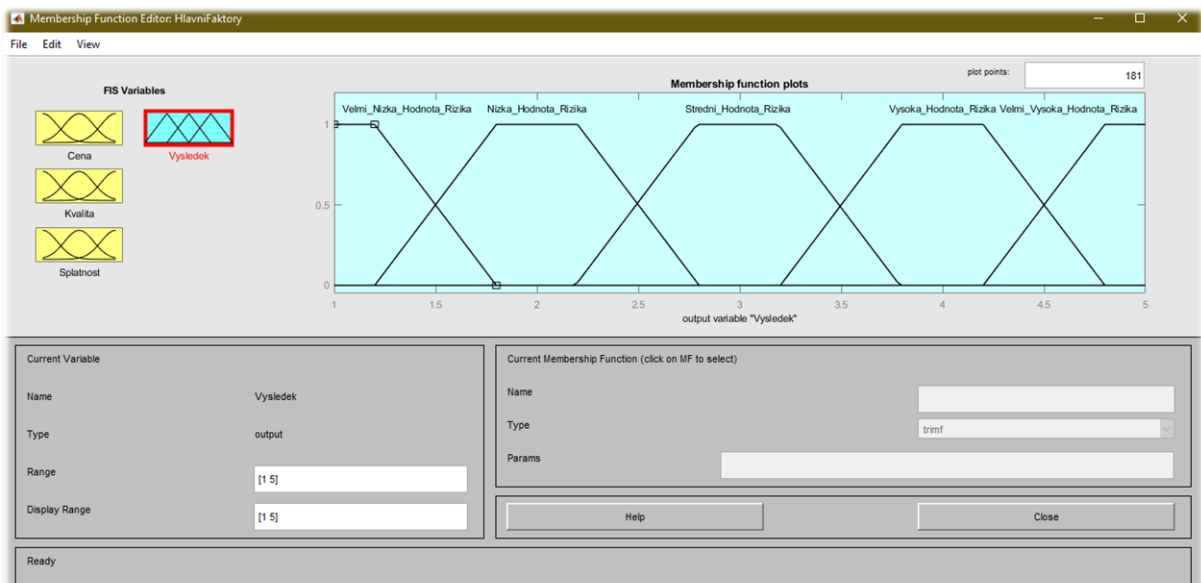 Membership Function Editor: HlavniFaktory
File Edit View
FIS Variables
Cena
Vysledek
Kvalita
Splatnost
plot points: 181
Membership function plots
Velmi_Nizka_Hodnota_Rizika Nizka_Hodnota_Rizika Stredni_Hodnota_Rizika Vysoka_Hodnota_Rizika Velmi_Vysoka_Hodnota_Rizika
1
0.5
0
1 1.5 2 2.5 3 3.5 4 4.5 5
output variable "Vysledek"
Current Variable
Name Vysledek
Type output
Range [1 5]
Display Range [1 5]
Current Membership Function (click on MF to select)
Name
Type trimf
Params
Help Close
Ready